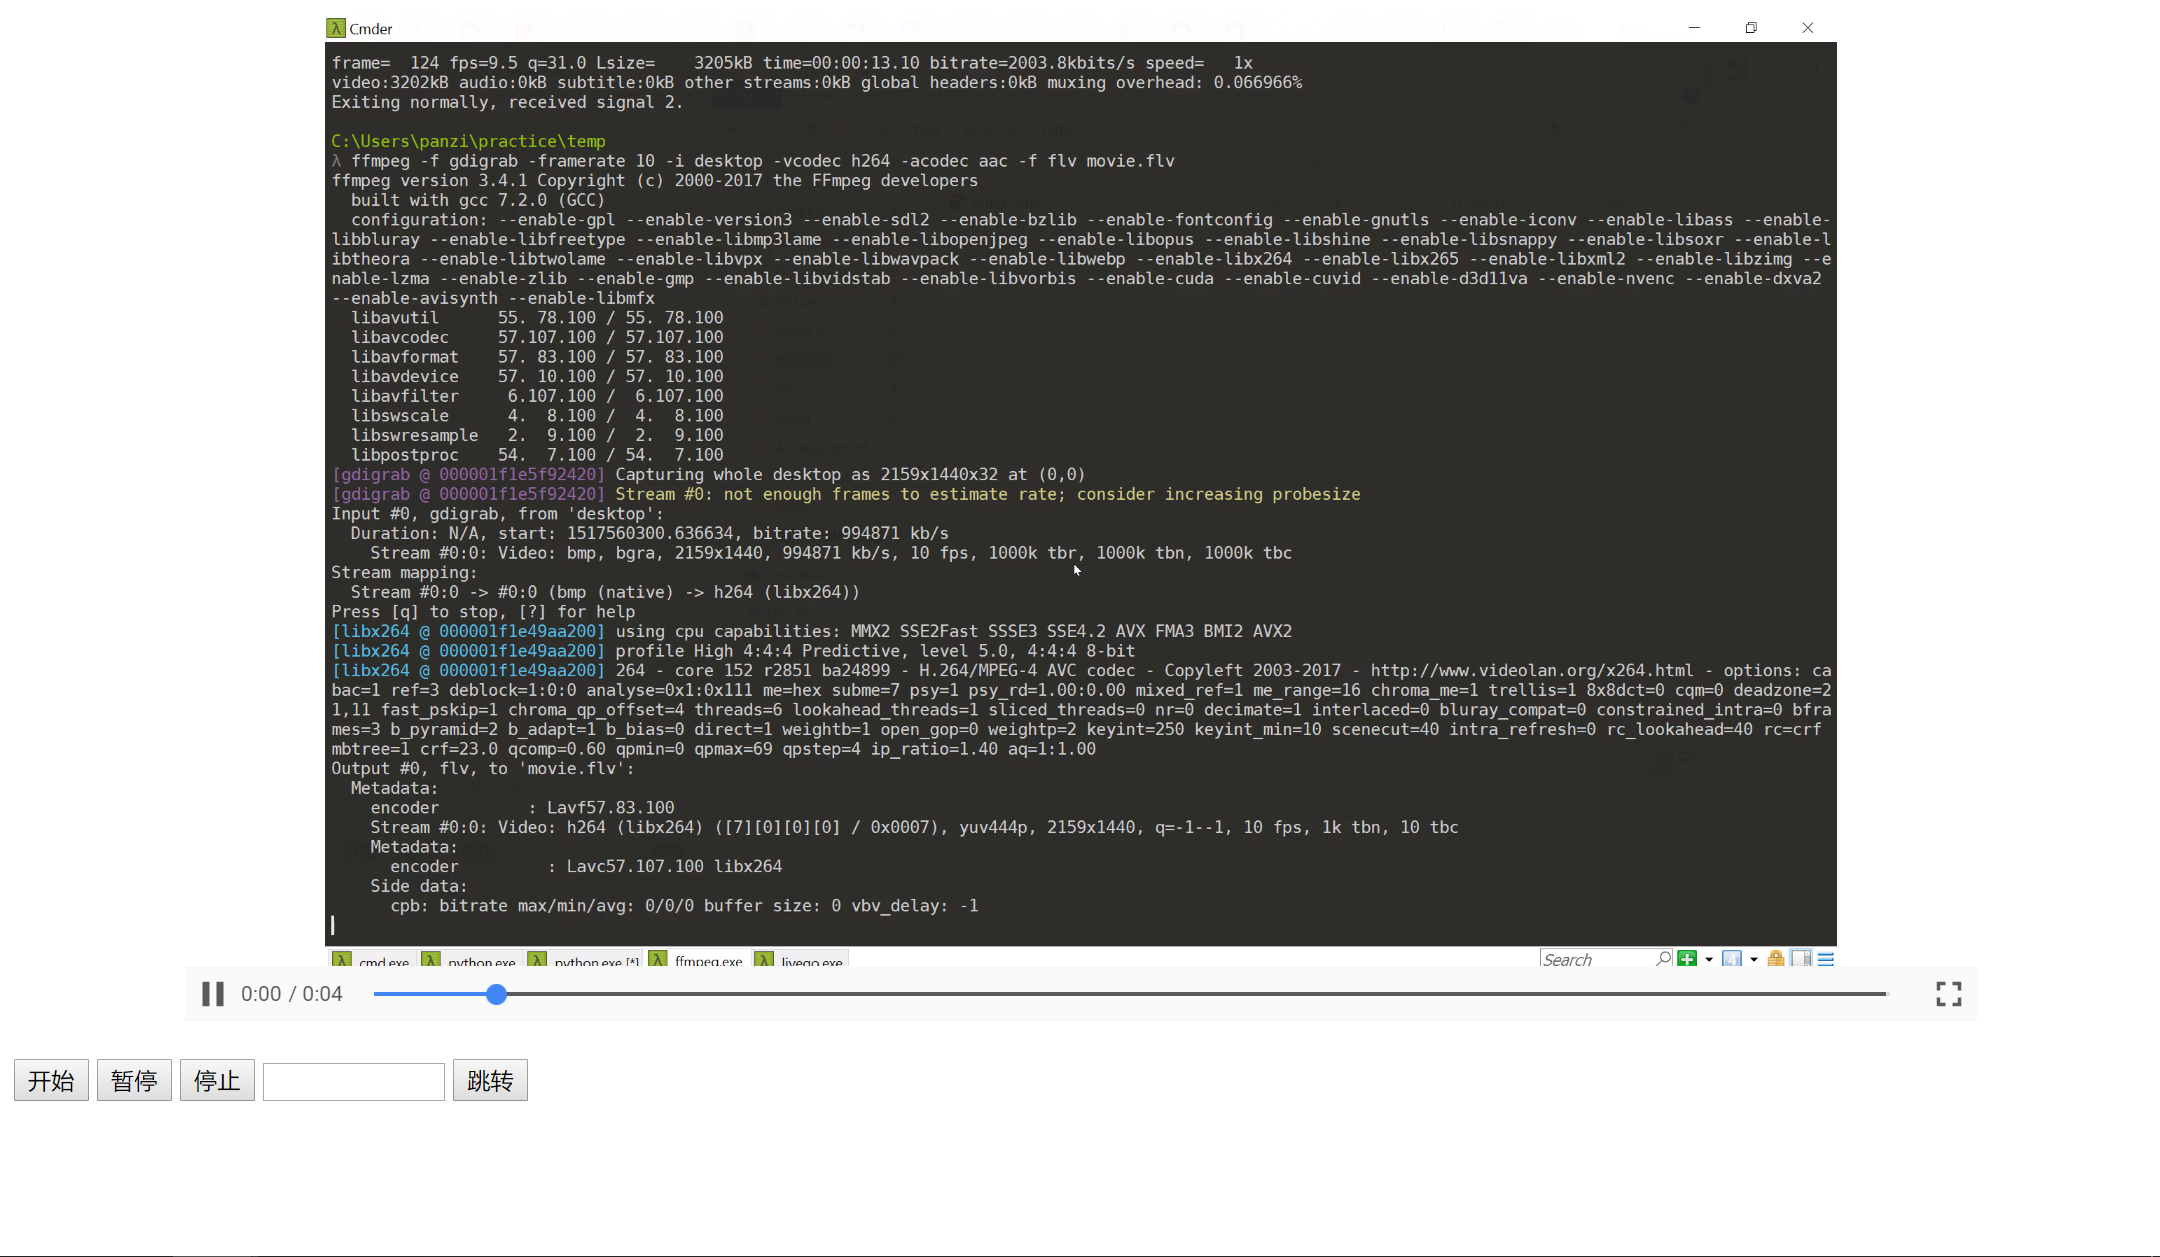 Cmder
frame=  124 fps=9.5 q=31.0 Lsize=    3205kB time=00:00:13.10 bitrate=2003.8kbits/s speed=   1x
video:3202kB audio:0kB subtitle:0kB other streams:0kB global headers:0kB muxing overhead: 0.066966%
Exiting normally, received signal 2.
C:\Users\panzi\practice\temp
λ ffmpeg -f gdigrab -framerate 10 -i desktop -vcodec h264 -acodec aac -f flv movie.flv
ffmpeg version 3.4.1 Copyright (c) 2000-2017 the FFmpeg developers
  built with gcc 7.2.0 (GCC)
  configuration: --enable-gpl --enable-version3 --enable-sdl2 --enable-bzlib --enable-fontconfig --enable-gnutls --enable-iconv --enable-libass --enable-
libbluray --enable-libfreetype --enable-libmp3lame --enable-libopenjpeg --enable-libopus --enable-libshine --enable-libsnappy --enable-libsoxr --enable-l
ibtheora --enable-libtwolame --enable-libvpx --enable-libwavpack --enable-libwebp --enable-libx264 --enable-libx265 --enable-libxml2 --enable-libzimg --e
nable-lzma --enable-zlib --enable-gmp --enable-libvidstab --enable-libvorbis --enable-cuda --enable-cuvid --enable-d3d11va --enable-nvenc --enable-dxva2
--enable-avisynth --enable-libmfx
  libavutil      55. 78.100 / 55. 78.100
  libavcodec     57.107.100 / 57.107.100
  libavformat    57. 83.100 / 57. 83.100
  libavdevice    57. 10.100 / 57. 10.100
  libavfilter     6.107.100 /  6.107.100
  libswscale      4.  8.100 /  4.  8.100
  libswresample   2.  9.100 /  2.  9.100
  libpostproc    54.  7.100 / 54.  7.100
[gdigrab @ 000001f1e5f92420] Capturing whole desktop as 2159x1440x32 at (0,0)
[gdigrab @ 000001f1e5f92420] Stream #0: not enough frames to estimate rate; consider increasing probesize
Input #0, gdigrab, from 'desktop':
  Duration: N/A, start: 1517560300.636634, bitrate: 994871 kb/s
    Stream #0:0: Video: bmp, bgra, 2159x1440, 994871 kb/s, 10 fps, 1000k tbr, 1000k tbn, 1000k tbc
Stream mapping:
  Stream #0:0 -> #0:0 (bmp (native) -> h264 (libx264))
Press [q] to stop, [?] for help
[libx264 @ 000001f1e49aa200] using cpu capabilities: MMX2 SSE2Fast SSSE3 SSE4.2 AVX FMA3 BMI2 AVX2
[libx264 @ 000001f1e49aa200] profile High 4:4:4 Predictive, level 5.0, 4:4:4 8-bit
[libx264 @ 000001f1e49aa200] 264 - core 152 r2851 ba24899 - H.264/MPEG-4 AVC codec - Copyleft 2003-2017 - http://www.videolan.org/x264.html - options: ca
bac=1 ref=3 deblock=1:0:0 analyse=0x1:0x111 me=hex subme=7 psy=1 psy_rd=1.00:0.00 mixed_ref=1 me_range=16 chroma_me=1 trellis=1 8x8dct=0 cqm=0 deadzone=2
1,11 fast_pskip=1 chroma_qp_offset=4 threads=6 lookahead_threads=1 sliced_threads=0 nr=0 decimate=1 interlaced=0 bluray_compat=0 constrained_intra=0 bfra
mes=3 b_pyramid=2 b_adapt=1 b_bias=0 direct=1 weightb=1 open_gop=0 weightp=2 keyint=250 keyint_min=10 scenecut=40 intra_refresh=0 rc_lookahead=40 rc=crf
mbtree=1 crf=23.0 qcomp=0.60 qpmin=0 qpmax=69 qpstep=4 ip_ratio=1.40 aq=1:1.00
Output #0, flv, to 'movie.flv':
  Metadata:
    encoder         : Lavf57.83.100
    Stream #0:0: Video: h264 (libx264) ([7][0][0][0] / 0x0007), yuv444p, 2159x1440, q=-1--1, 10 fps, 1k tbn, 10 tbc
    Metadata:
      encoder         : Lavc57.107.100 libx264
    Side data:
      cpb: bitrate max/min/avg: 0/0/0 buffer size: 0 vbv_delay: -1
cmd.exe python.exe python.exe [*] ffmpeg.exe livego.exe Search
0:00 / 0:04
开始 暂停 停止 跳转